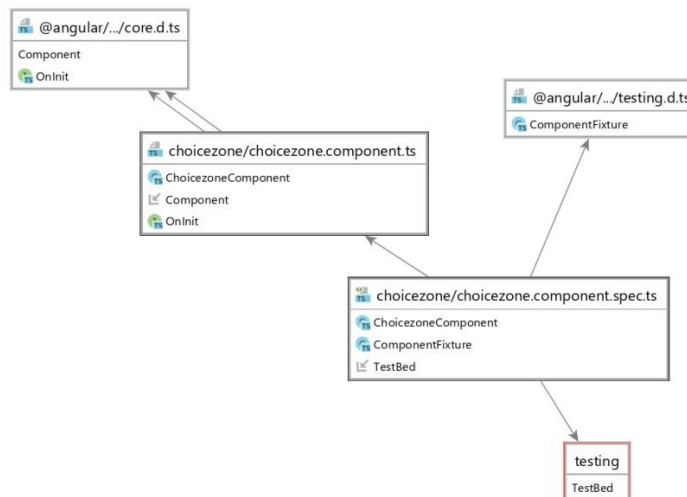 @angular/.../core.d.ts
Component
OnInit
@angular/.../testing.d.ts
ComponentFixture
choicezone/choicezone.component.ts
ChoicezoneComponent
Component
OnInit
choicezone/choicezone.component.spec.ts
ChoicezoneComponent
ComponentFixture
TestBed
testing
TestBed